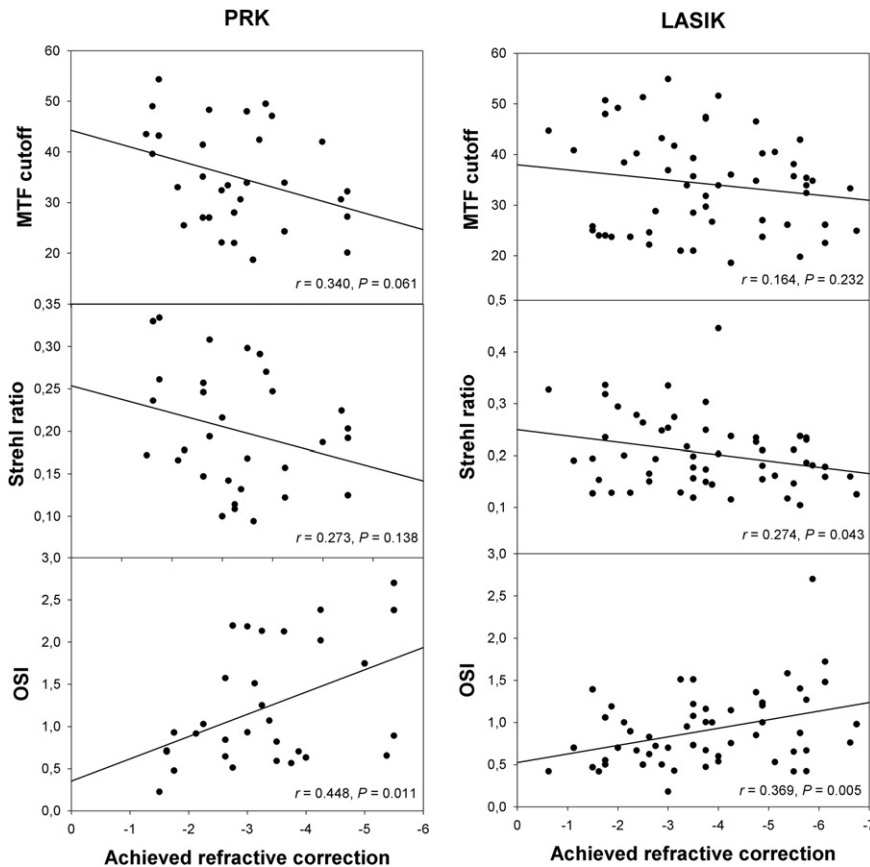 PRK
60
50
40
30
20
MTF cutoff
r = 0.340, P = 0.061
0,35
0,30
0,25
0,20
0,15
0,10
Strehl ratio
r = 0.273, P = 0.138
3,0
2,5
2,0
1,5
1,0
0,5
0,0
OSI
r = 0.448, P = 0.011
0 -1 -2 -3 -4 -5 -6
Achieved refractive correction
LASIK
60
50
40
30
20
MTF cutoff
r = 0.164, P = 0.232
0,5
0,4
0,3
0,2
0,1
Strehl ratio
r = 0.274, P = 0.043
3,0
2,5
2,0
1,5
1,0
0,5
0,0
OSI
r = 0.369, P = 0.005
0 -1 -2 -3 -4 -5 -6 -7
Achieved refractive correction